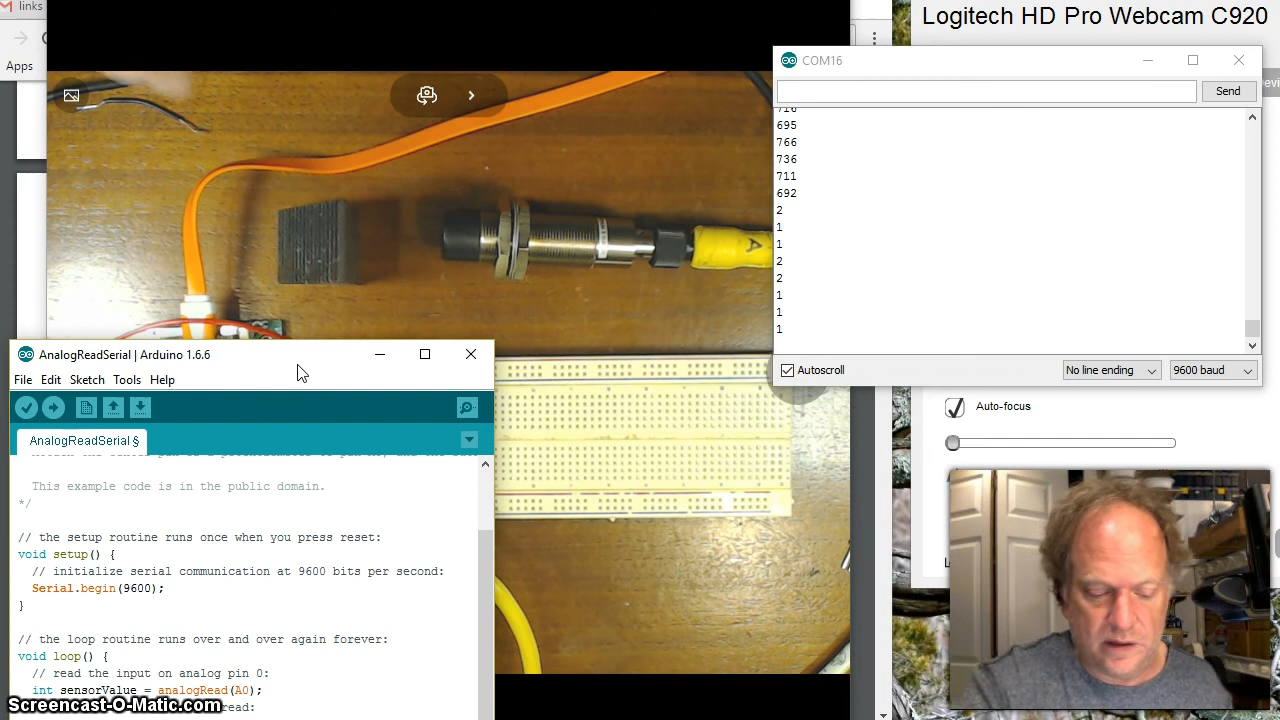 links
Apps
Logitech HD Pro Webcam C920
COM16
Send
716
695
766
736
711
692
2
1
1
2
2
1
1
1
Autoscroll
No line ending
9600 baud
Auto-focus
A
AnalogReadSerial | Arduino 1.6.6
File Edit Sketch Tools Help
AnalogReadSerial §
This example code is in the public domain.
*/
// the setup routine runs once when you press reset:
void setup() {
// initialize serial communication at 9600 bits per second:
Serial.begin(9600);
}
// the loop routine runs over and over again forever:
void loop() {
// read the input on analog pin 0:
int sensorValue = analogRead(A0);
read:
Screencast-O-Matic.com